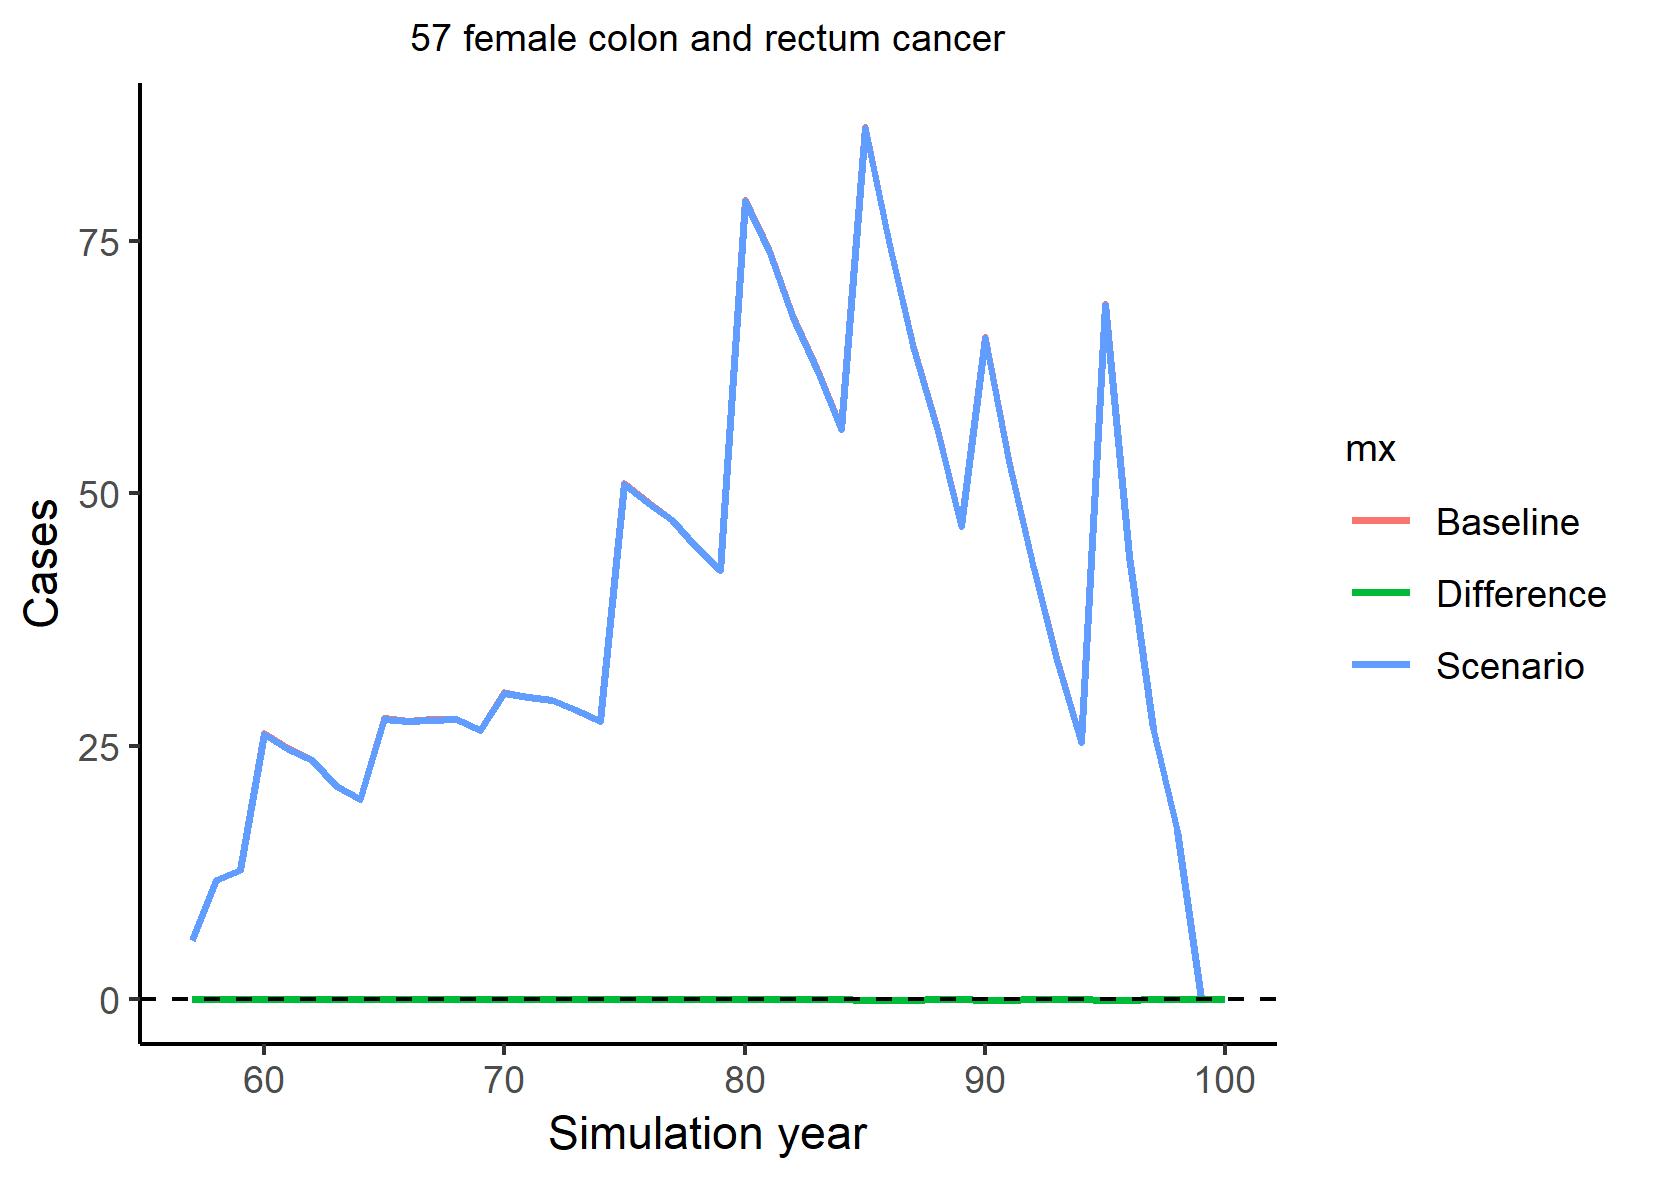 57 female colon and rectum cancer
Cases
75
50
25
0
60 70 80 90 100
Simulation year
mx
Baseline
Difference
Scenario